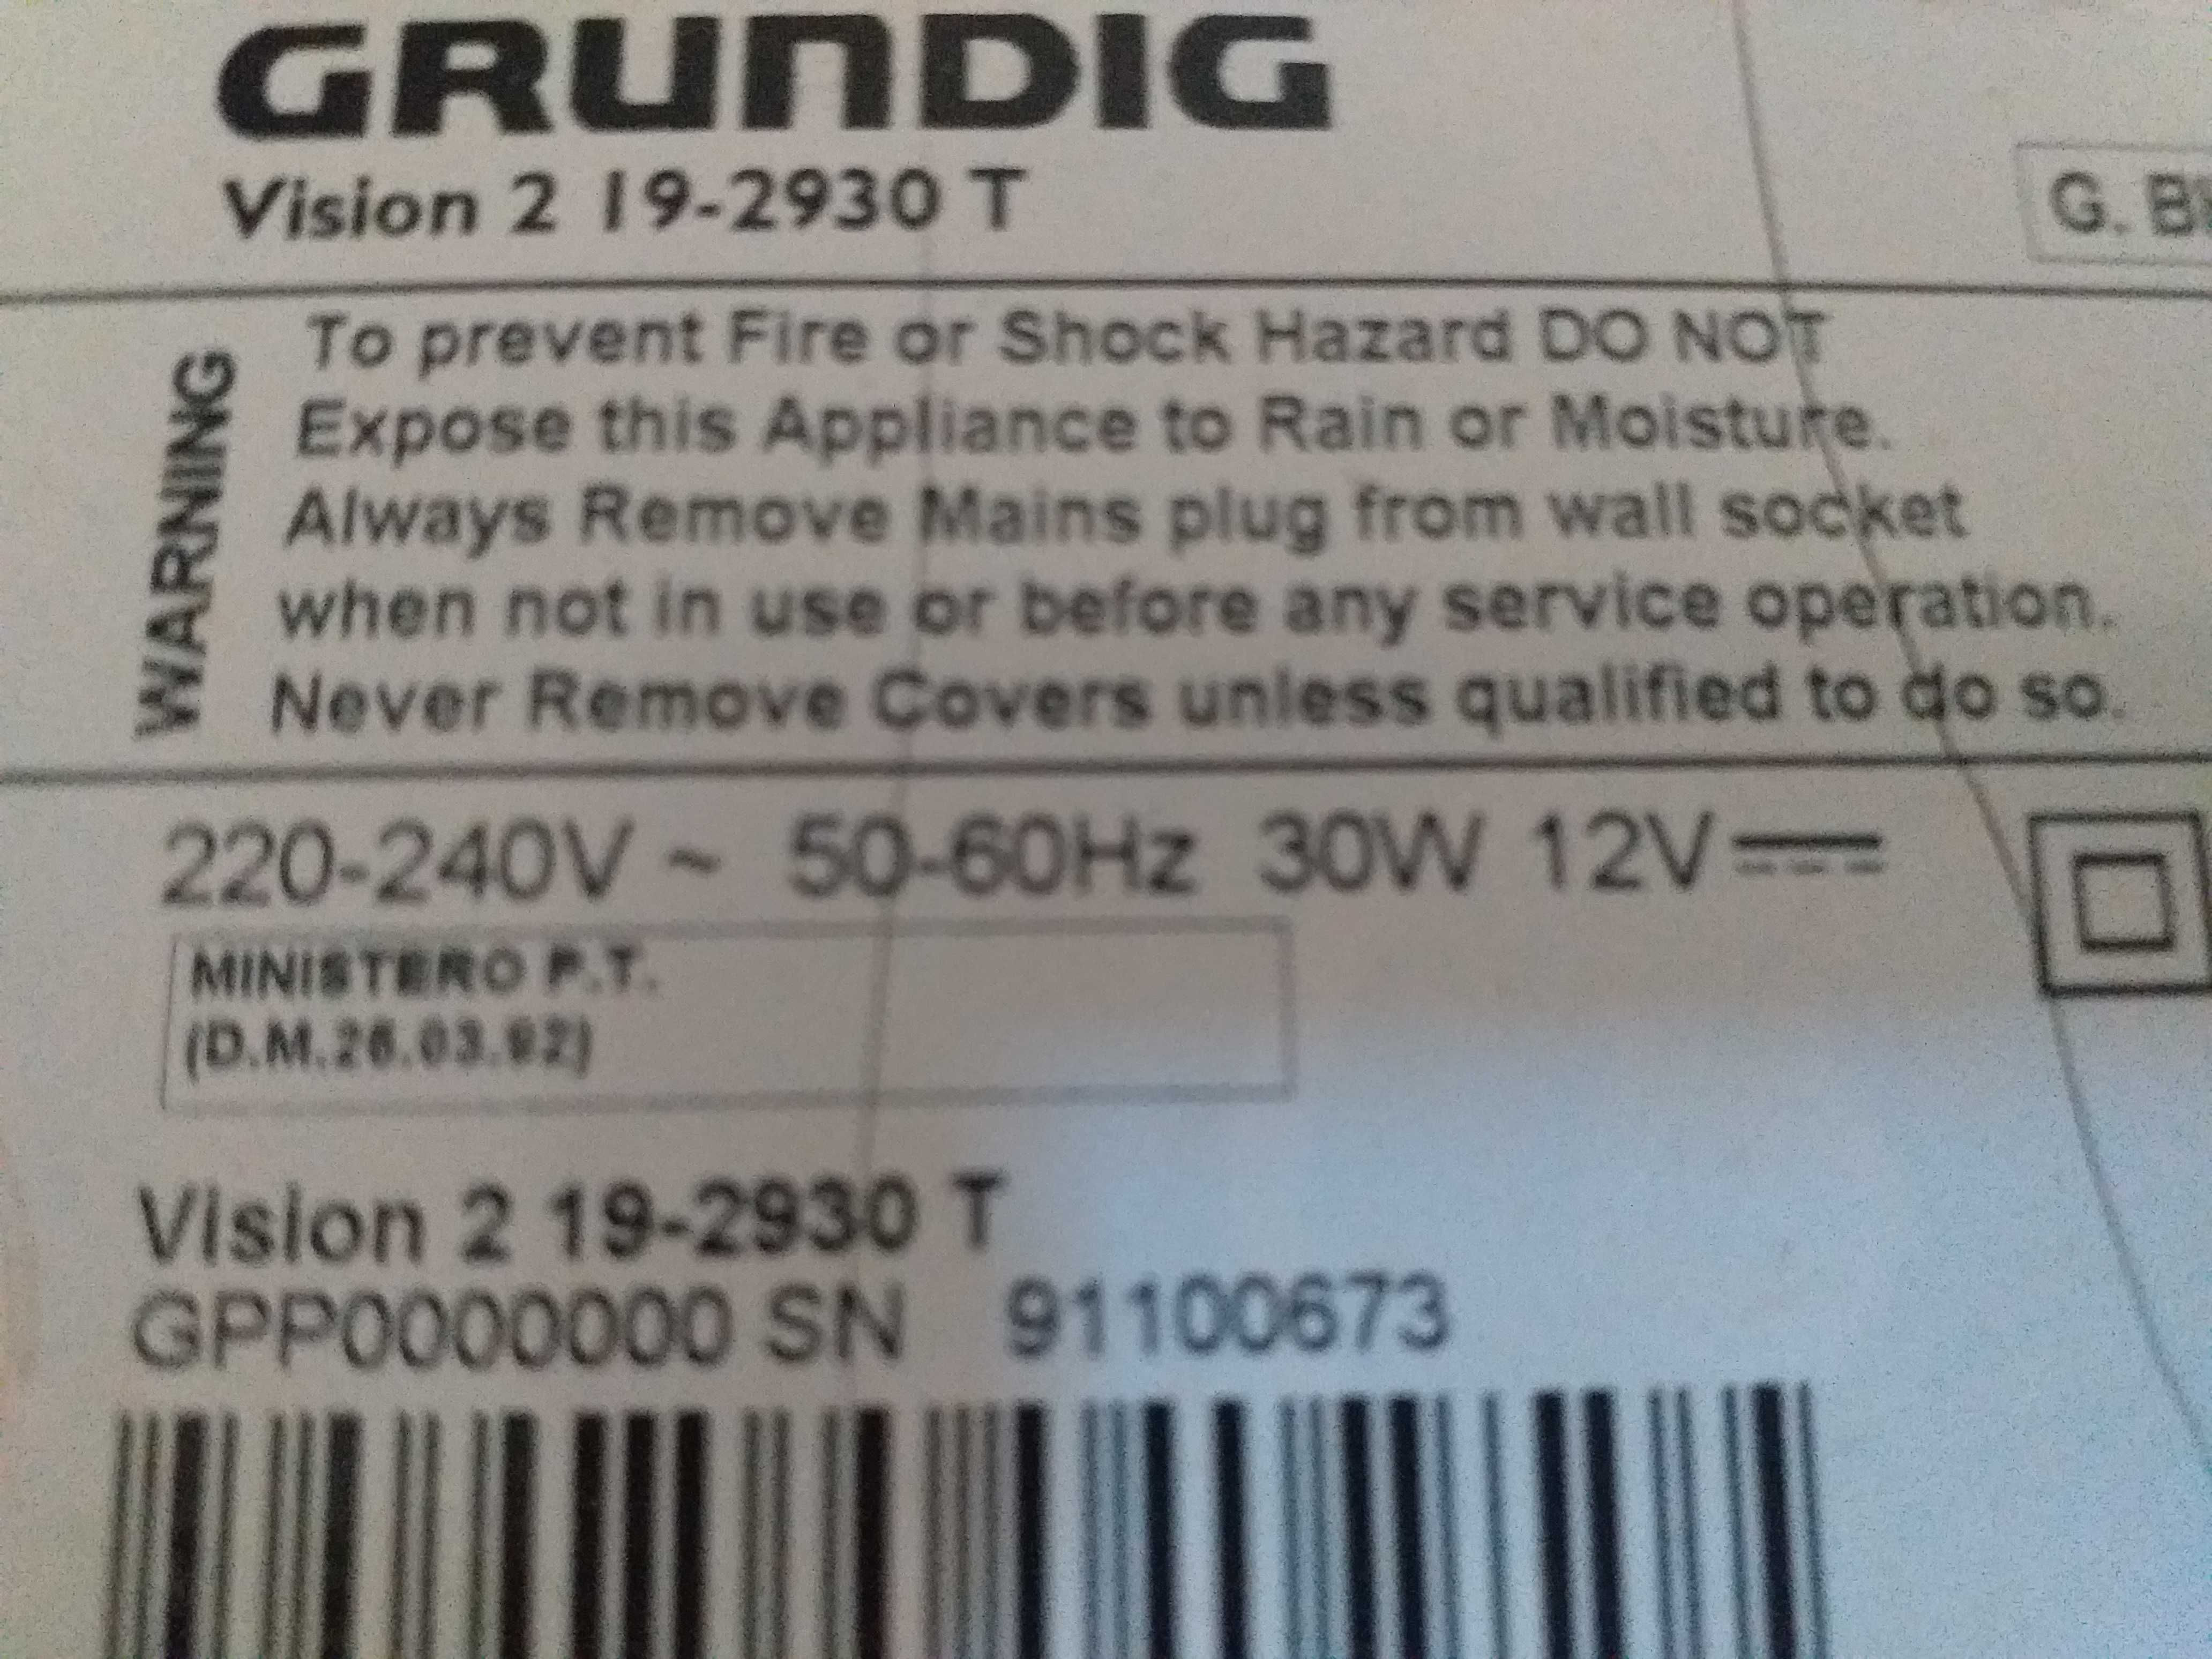 GRUNDIG
Vision 2 19-2930 T
G.
WARNING
To prevent Fire or Shock Hazard DO NOT
Expose this Appliance to Rain or Moisture.
Always Remove Mains plug from wall socket
when not in use or before any service operation.
Never Remove Covers unless qualified to do so.
220-240V ~ 50-60Hz 30W 12V
MINISTERO P.T.
Vision 2 19-2930 T
GPP0000000 SN 91100673